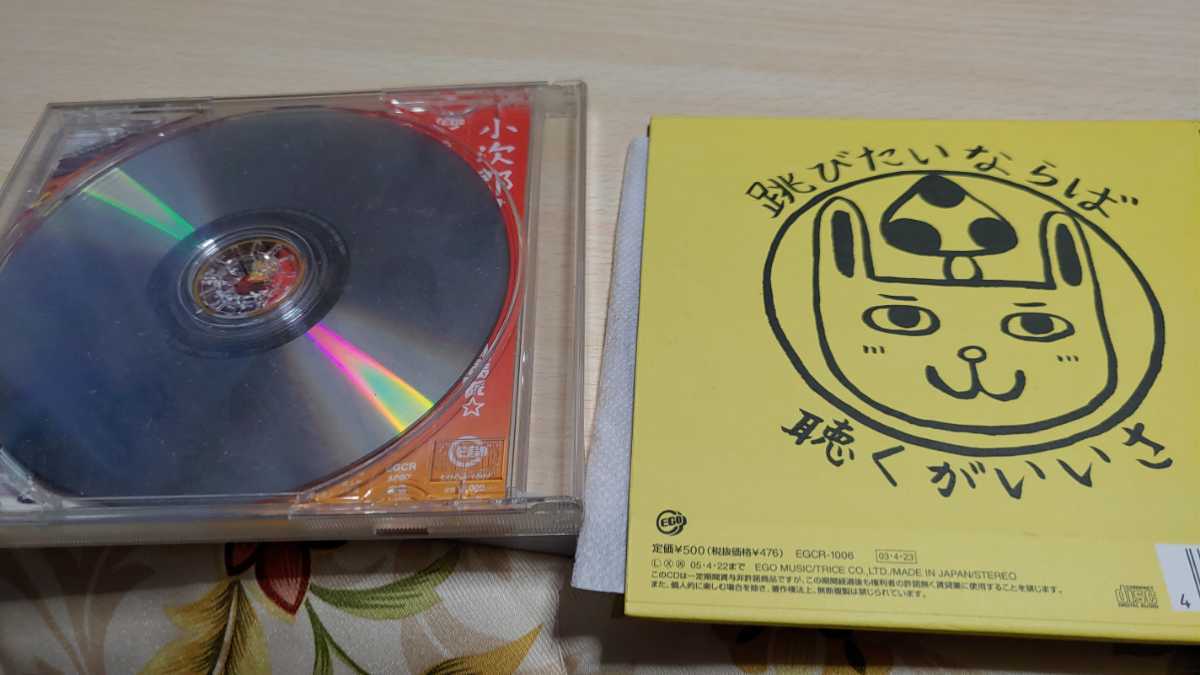 小次郎
☆
EGCR
跳びたいならば
聴くがいいさ
EGO
定価¥500(税抜価格¥476) EGCR-1006 03・4・23
05・4・22まで EGO MUSIC/TRICE CO.,LTD./MADE IN JAPAN/STEREO
このCDは一定期間貸与非許諾商品ですが、この期間経過後も権利者の許諾無く賃貸業に使用することを禁じます。
また、個人的に楽しむ場合を除き、著作権法上、無断複製は禁じられています。
COMPACT
disc
DIGITAL AUDIO
4